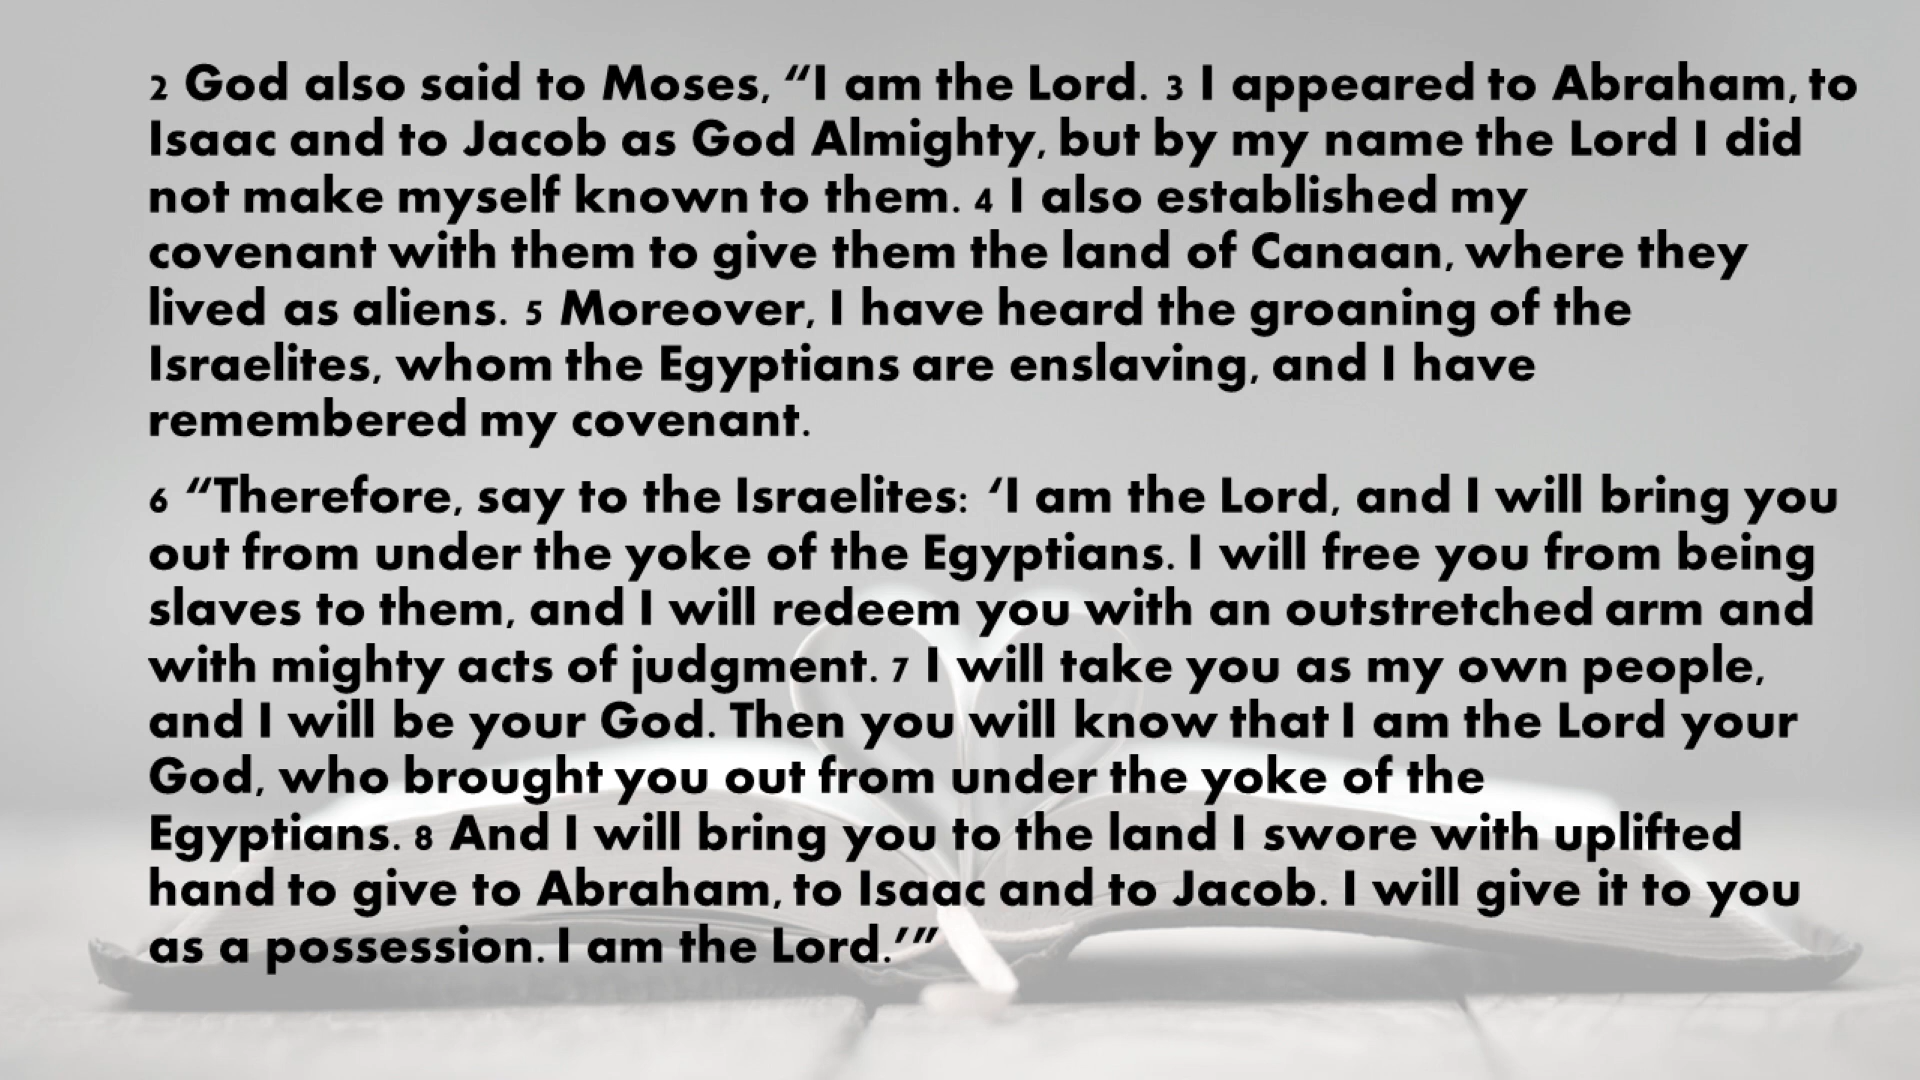 2 God also said to Moses, “I am the Lord. 3 I appeared to Abraham, to
Isaac and to Jacob as God Almighty, but by my name the Lord I did
not make myself known to them. 4 I also established my
covenant with them to give them the land of Canaan, where they
lived as aliens. 5 Moreover, I have heard the groaning of the
Israelites, whom the Egyptians are enslaving, and I have
remembered my covenant.
6 “Therefore, say to the Israelites: ‘I am the Lord, and I will bring you
out from under the yoke of the Egyptians. I will free you from being
slaves to them, and I will redeem you with an outstretched arm and
with mighty acts of judgment. 7 I will take you as my own people,
and I will be your God. Then you will know that I am the Lord your
God, who brought you out from under the yoke of the
Egyptians. 8 And I will bring you to the land I swore with uplifted
hand to give to Abraham, to Isaac and to Jacob. I will give it to you
as a possession. I am the Lord.’”